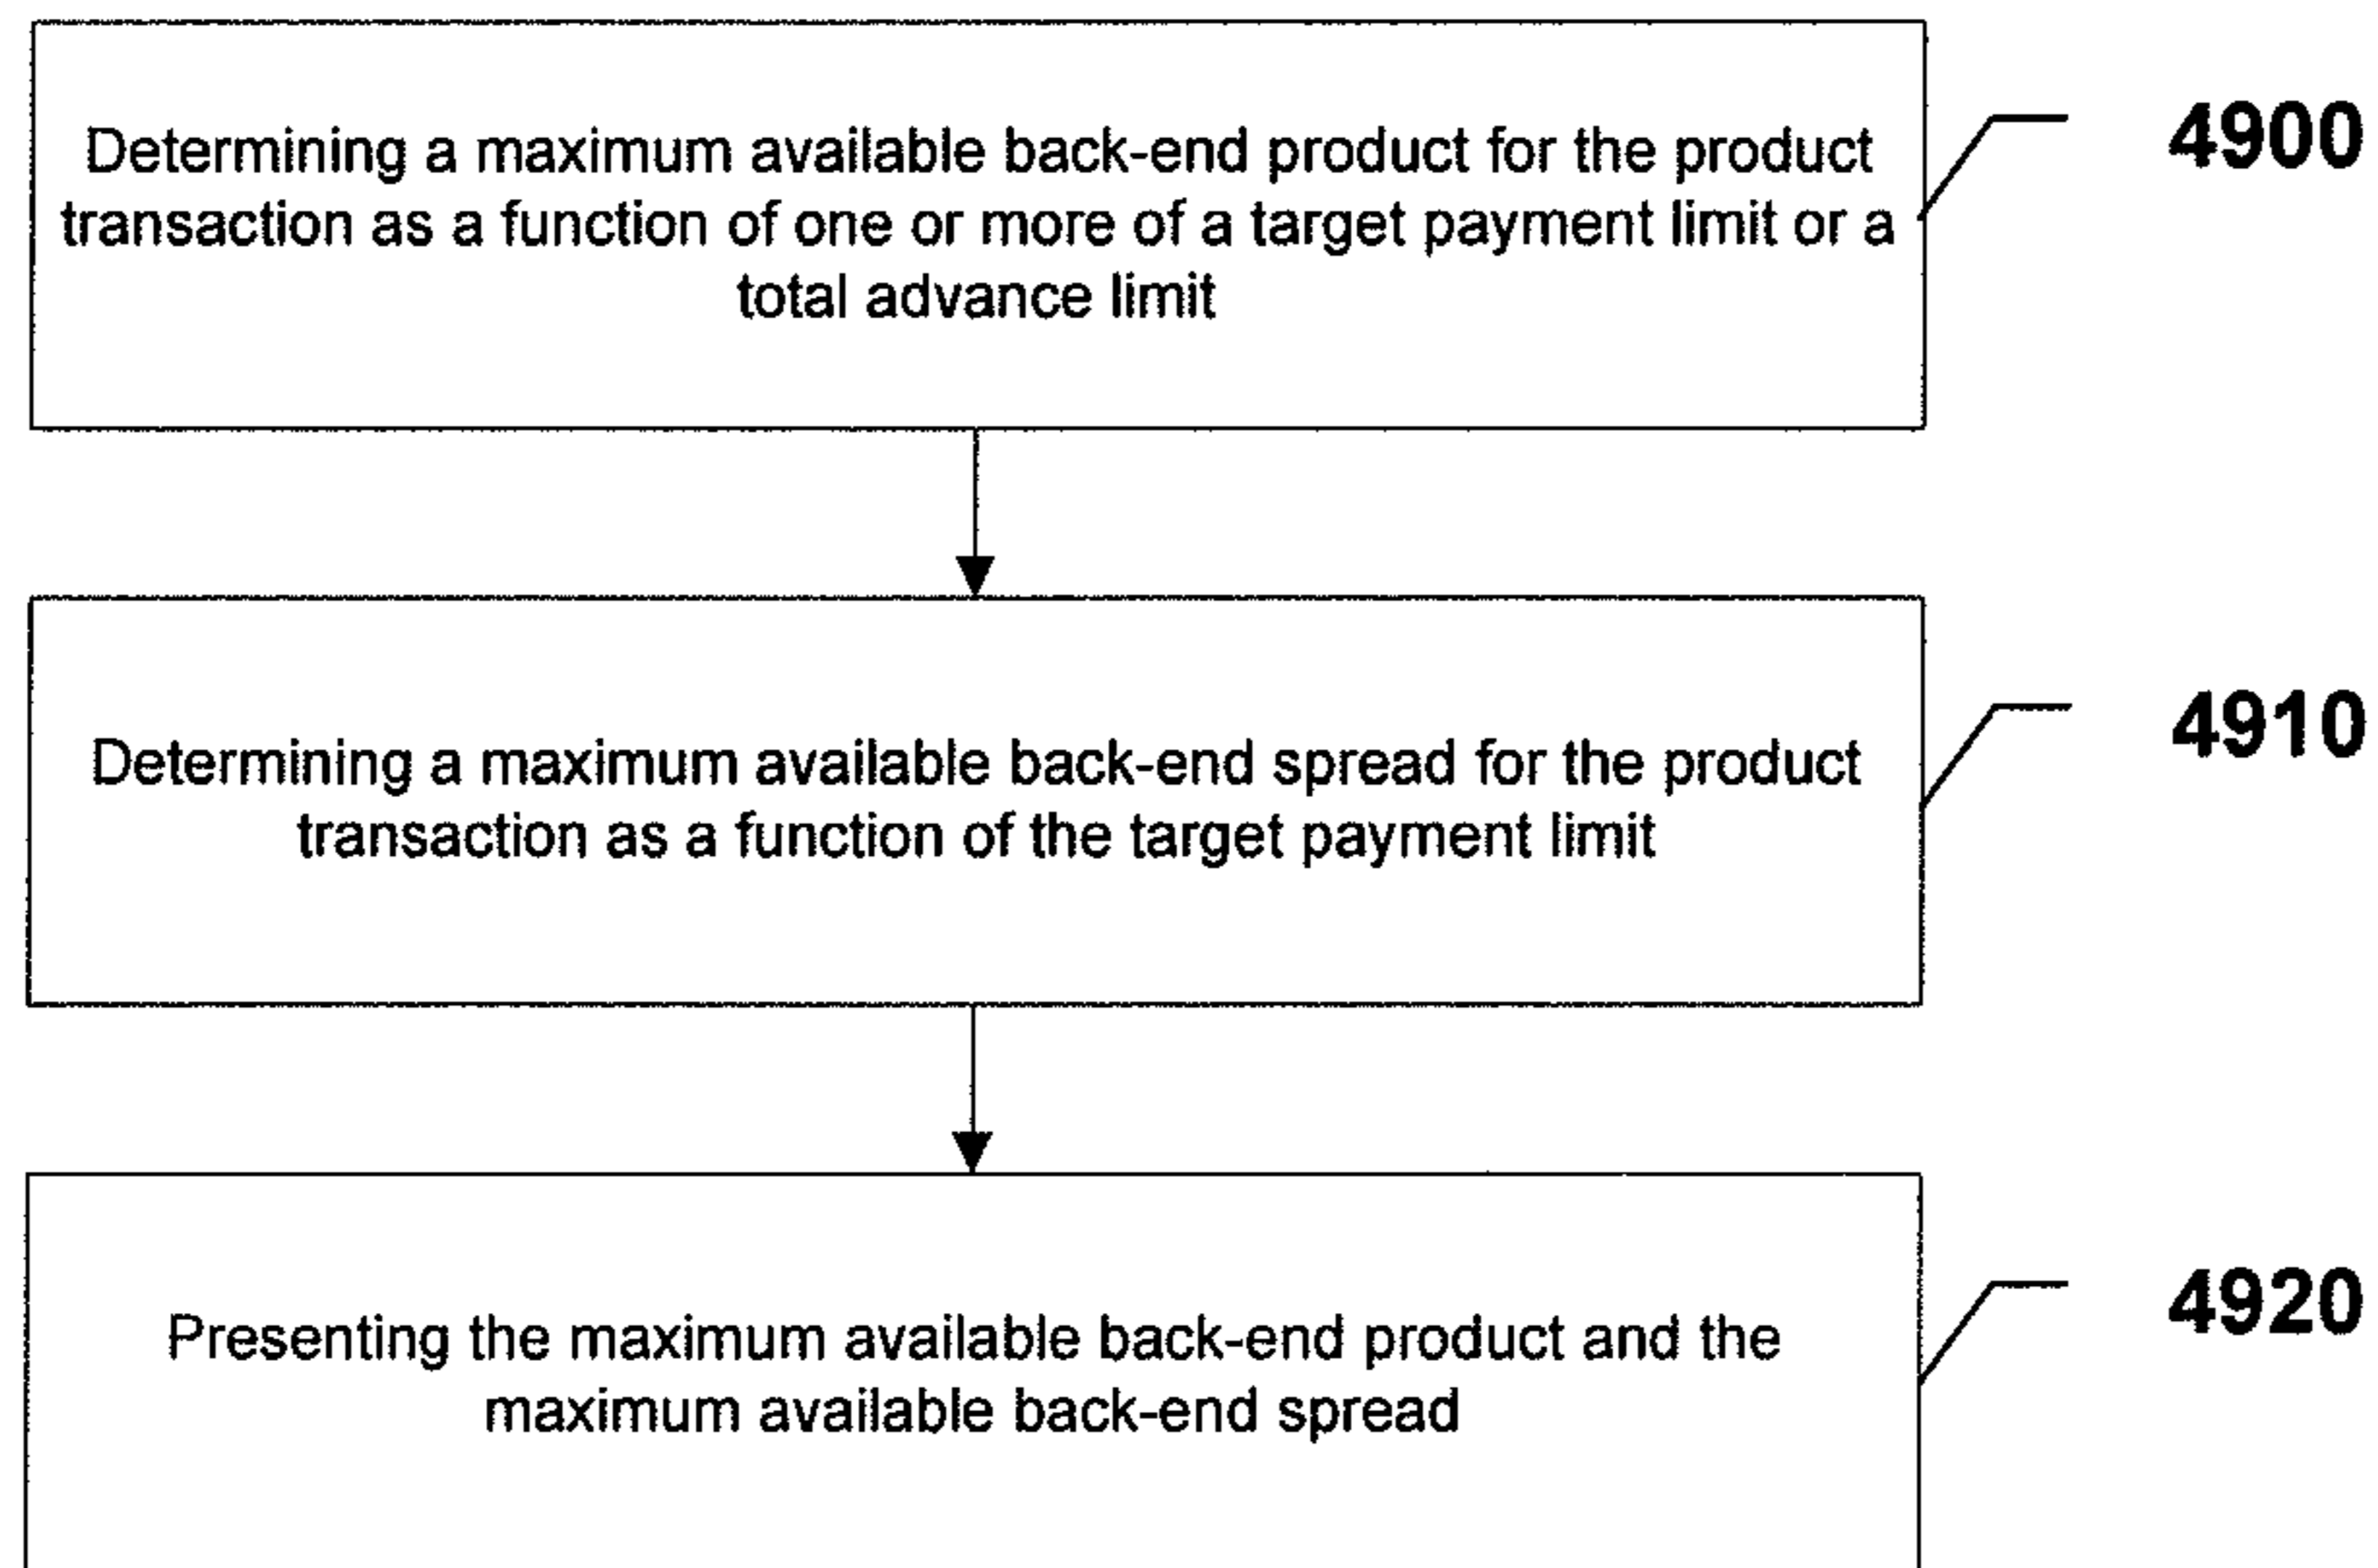 Determining a maximum available back-end product for the product
transaction as a function of one or more of a target payment limit or a
total advance limit
4900
Determining a maximum available back-end spread for the product
transaction as a function of the target payment limit
4910
Presenting the maximum available back-end product and the
maximum available back-end spread
4920